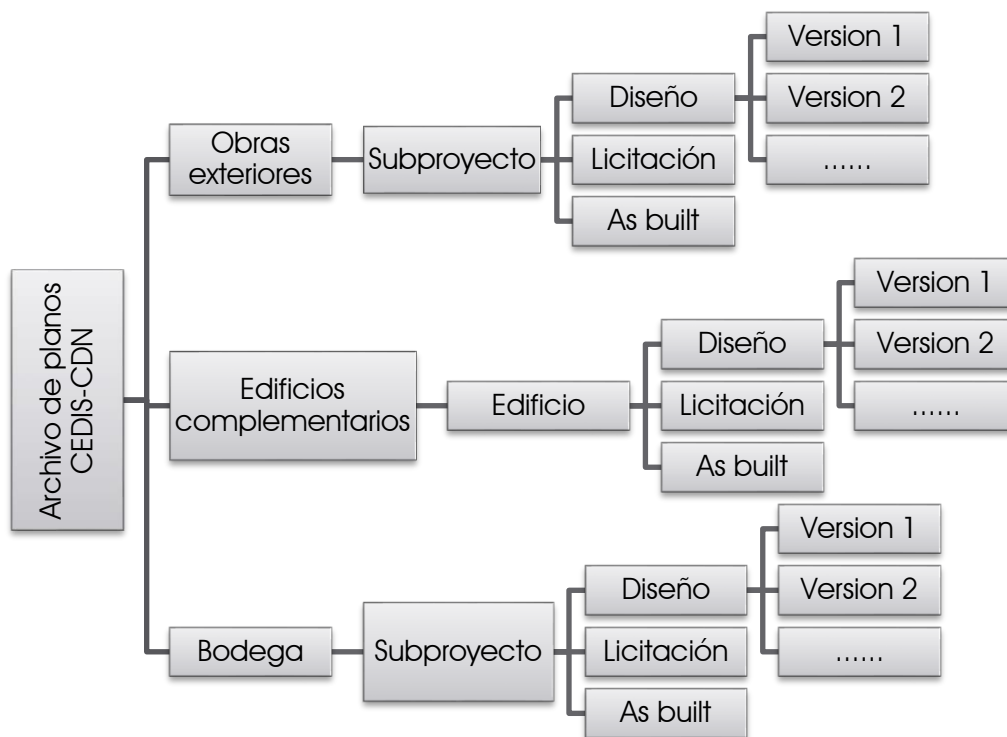 Archivo de planos
CEDIS-CDN
Obras
exteriores
Subproyecto
Diseño
Version 1
Version 2
......
Licitación
As built
Edificios
complementarios
Edificio
Diseño
Version 1
Version 2
......
Licitación
As built
Bodega
Subproyecto
Diseño
Version 1
Version 2
......
Licitación
As built